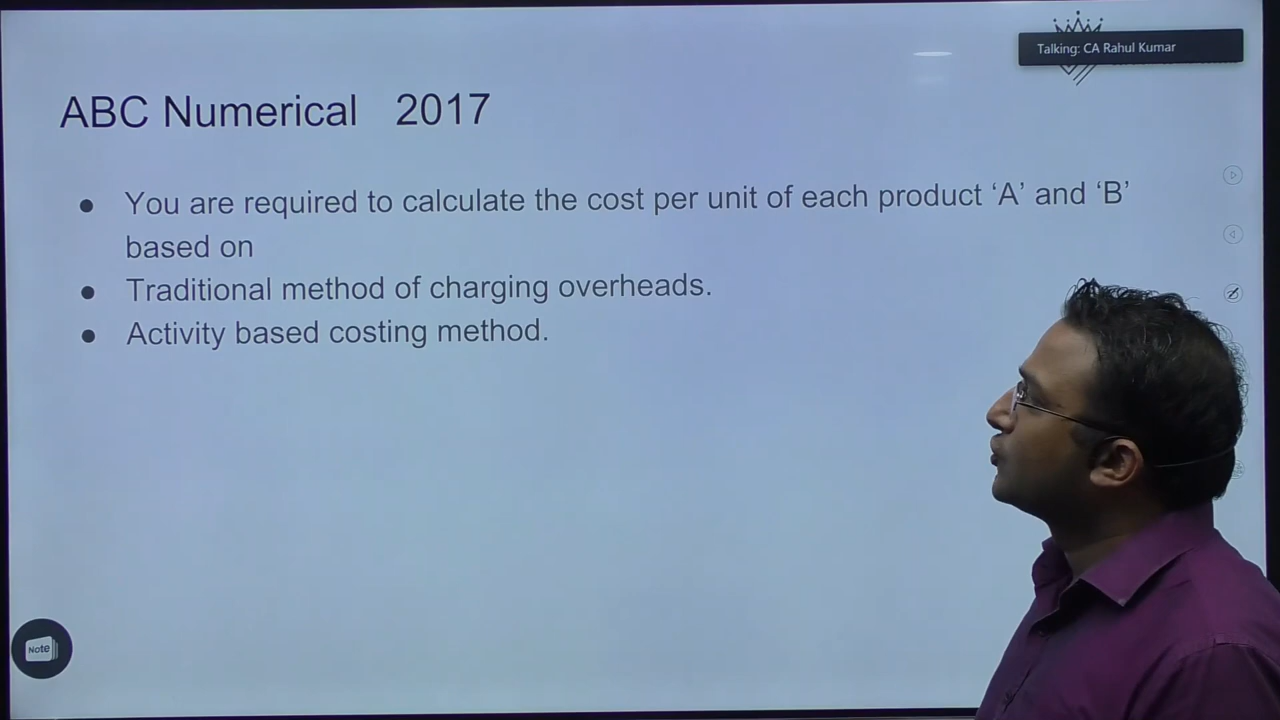 Talking: CA Rahul Kumar
ABC Numerical 2017
● You are required to calculate the cost per unit of each product ‘A’ and ‘B’
based on
● Traditional method of charging overheads.
● Activity based costing method.
Note